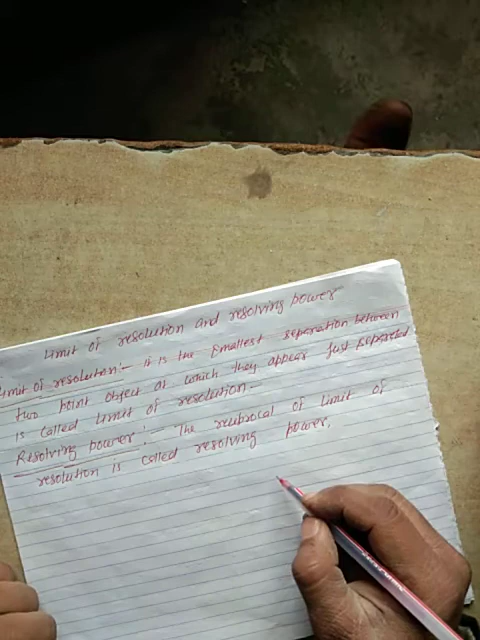 Limit of resolution and resolving power
Limit of resolution:- it is the smallest seperation between
two point object at which they appear just seperated
is called limit of resolution.
Resolving power:- The reciprocal of limit of
resolution is called resolving power.